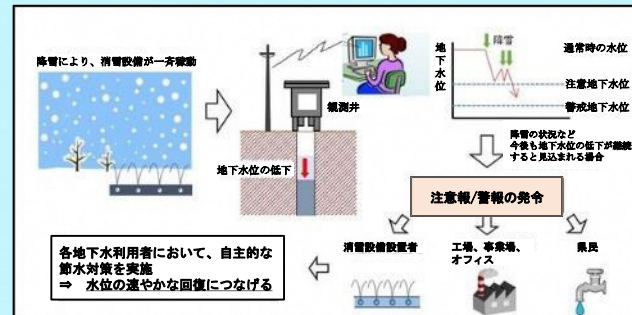 降雪により、消雪設備が一斉稼動
観測井
地下水位の低下
地下水位
降雪
通常時の水位
注意地下水位
警戒地下水位
降雪の状況など
今後も地下水位の低下が継続
すると見込まれる場合
注意報/警報の発令
消雪設備設置者
工場、事業場、
オフィス
県民
各地下水利用者において、自主的な
節水対策を実施
⇒ 水位の速やかな回復につなげる